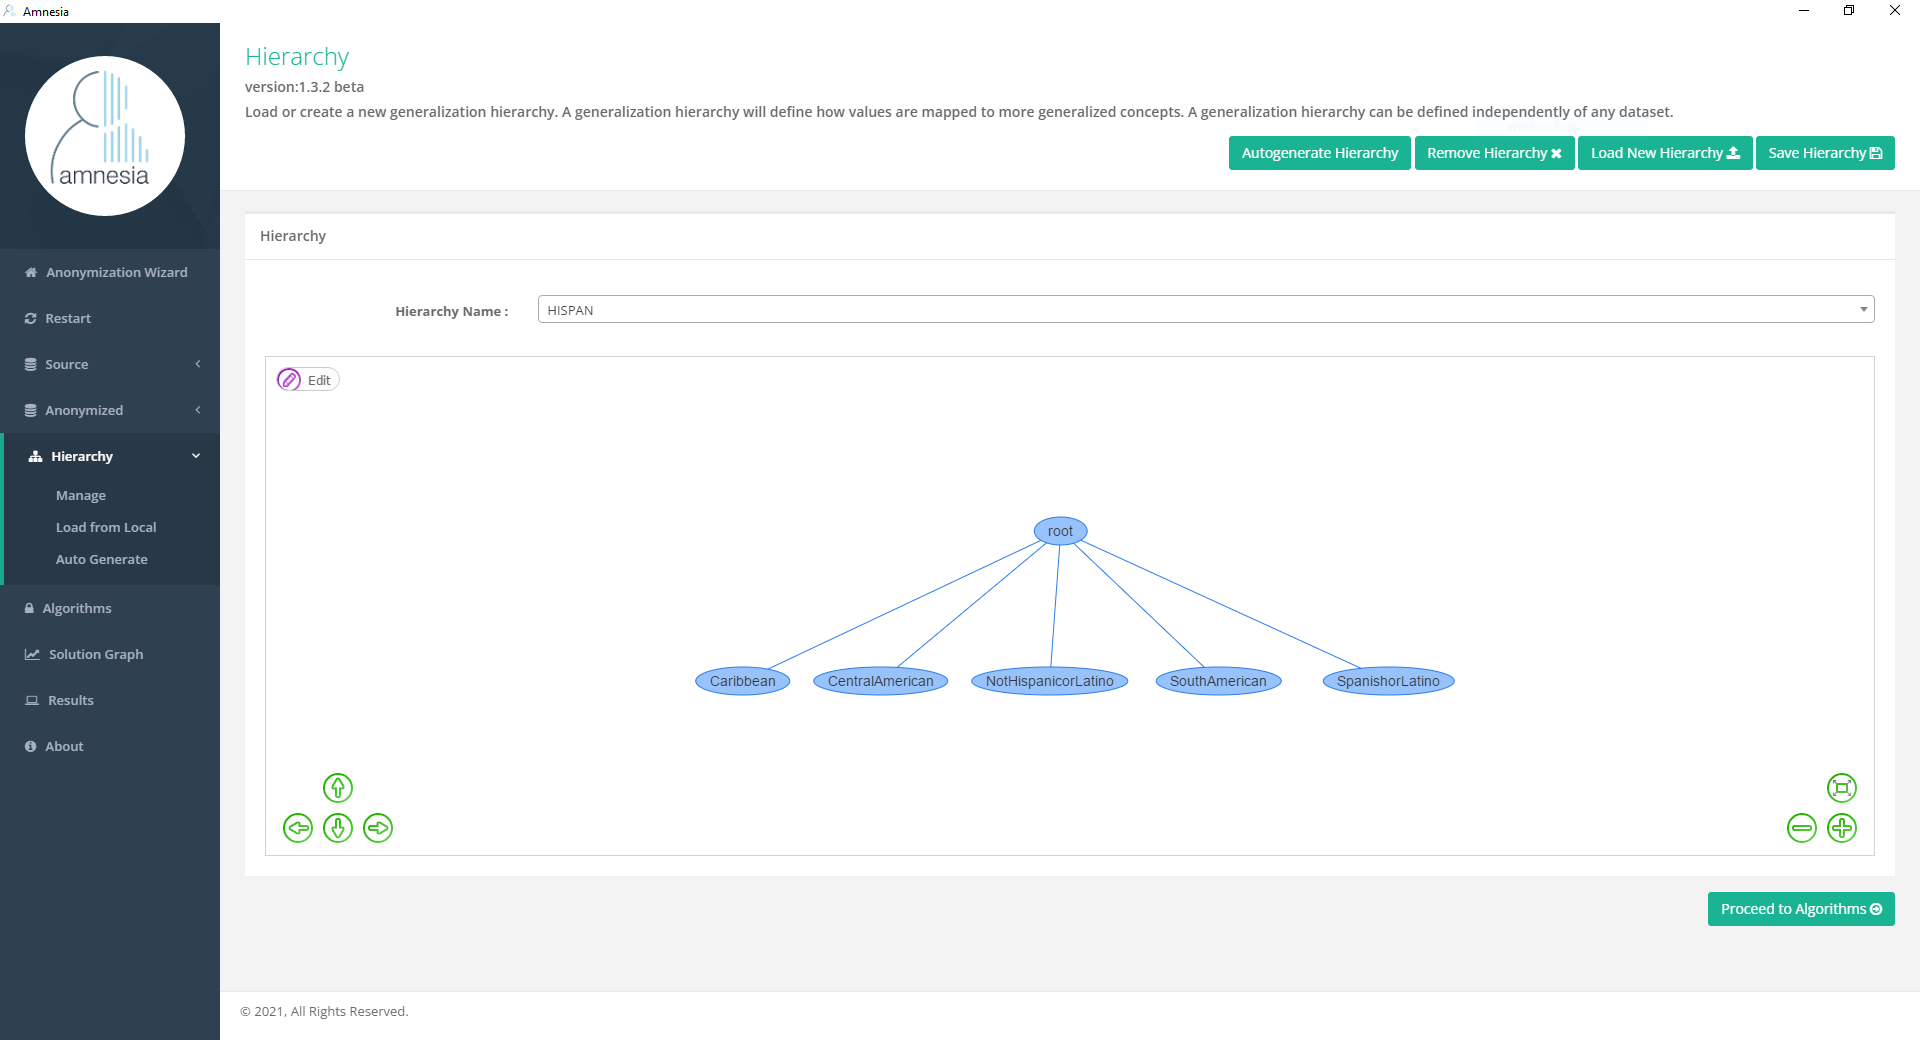 Amnesia
amnesia
Anonymization Wizard
Restart
Source
Anonymized
Hierarchy
Manage
Load from Local
Auto Generate
Algorithms
Solution Graph
Results
About
Hierarchy
version:1.3.2 beta
Load or create a new generalization hierarchy. A generalization hierarchy will define how values are mapped to more generalized concepts. A generalization hierarchy can be defined independently of any dataset.
Autogenerate Hierarchy Remove Hierarchy Load New Hierarchy Save Hierarchy
Hierarchy
Hierarchy Name : HISPAN
Edit
root
Caribbean CentralAmerican NotHispanicorLatino SouthAmerican SpanishorLatino
Proceed to Algorithms
© 2021, All Rights Reserved.